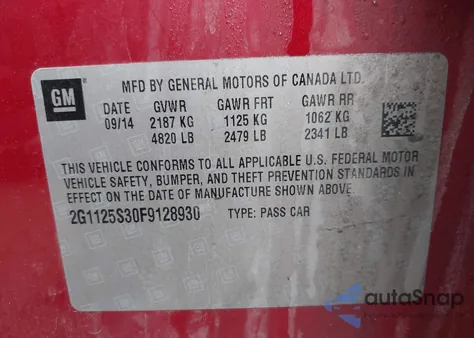 GM
MFD BY GENERAL MOTORS OF CANADA LTD.
DATE GVWR GAWR FRT GAWR RR
09/14 2187 KG 1125 KG 1062 KG
4820 LB 2479 LB 2341 LB
THIS VEHICLE CONFORMS TO ALL APPLICABLE U.S. FEDERAL MOTOR
VEHICLE SAFETY, BUMPER, AND THEFT PREVENTION STANDARDS IN
EFFECT ON THE DATE OF MANUFACTURE SHOWN ABOVE.
2G1125S30F9128930 TYPE: PASS CAR
autoSnap